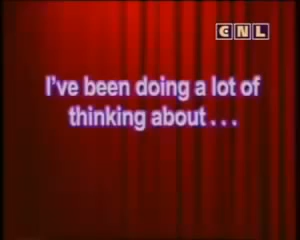 CNL
I've been doing a lot of
thinking about . . .